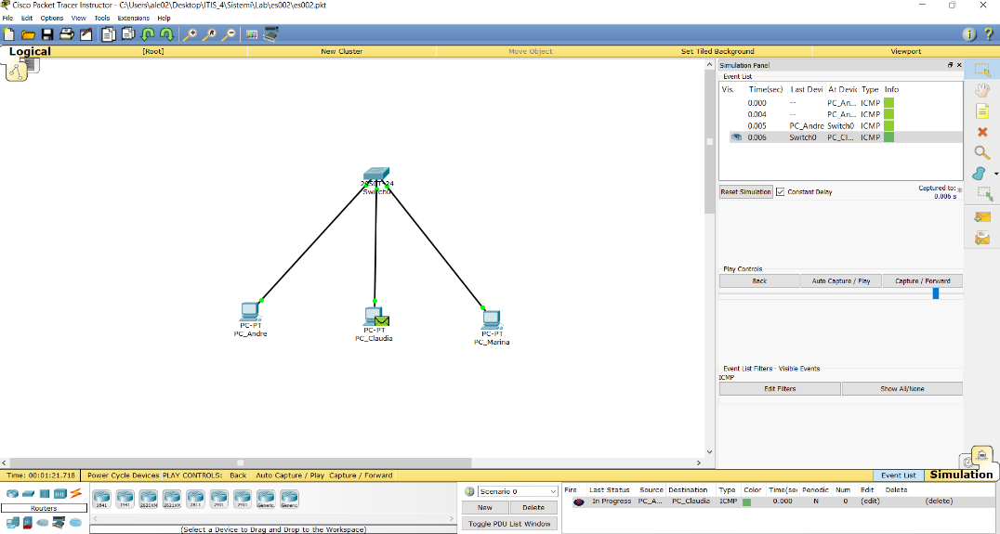 Cisco Packet Tracer Instructor - C:\Users\ale02\Desktop\ITIS_4\Sistemi\Lab\es002\es002.pkt
File Edit Options View Tools Extensions Help
Logical [Root] New Cluster Move Object Set Tiled Background Viewport
Simulation Panel
Event List
Vis. Time(sec) Last Devi At Devic Type Info
0.000 -- PC_An... ICMP
0.004 -- PC_An... ICMP
0.005 PC_Andre Switch0 ICMP
0.006 Switch0 PC_Cl... ICMP
Reset Simulation Constant Delay Captured to: *
0.006 s
2950T-24
Switch0
Play Controls
Back Auto Capture / Play Capture / Forward
PC-PT
PC_Andre
PC-PT
PC_Claudia
PC-PT
PC_Marina
Event List Filters - Visible Events
ICMP
Edit Filters Show All/None
Time: 00:01:21.718 Power Cycle Devices PLAY CONTROLS: Back Auto Capture / Play Capture / Forward Event List Simulation
Routers
1841 1941 2620XM 2621XM 2811 2901 2911 Generic Generic
(Select a Device to Drag and Drop to the Workspace)
Scenario 0
New Delete
Toggle PDU List Window
Fire Last Status Source Destination Type Color Time(sec Periodic Num Edit Delete
In Progress PC_A... PC_Claudia ICMP 0.000 N 0 (edit) (delete)